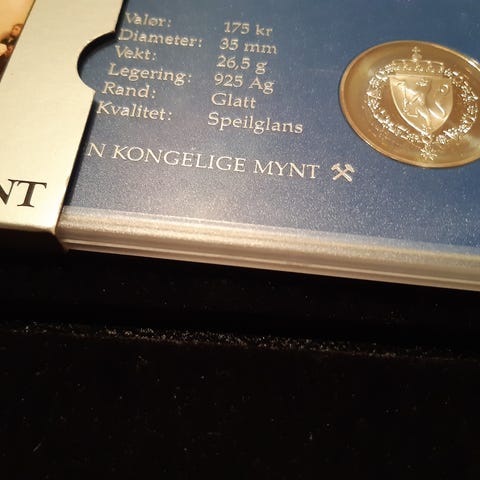 Valør: 175 kr
Diameter: 35 mm
Vekt: 26,5 g
Legering: 925 Ag
Rand: Glatt
Kvalitet: Speilglans
N KONGELIGE MYNT
NT